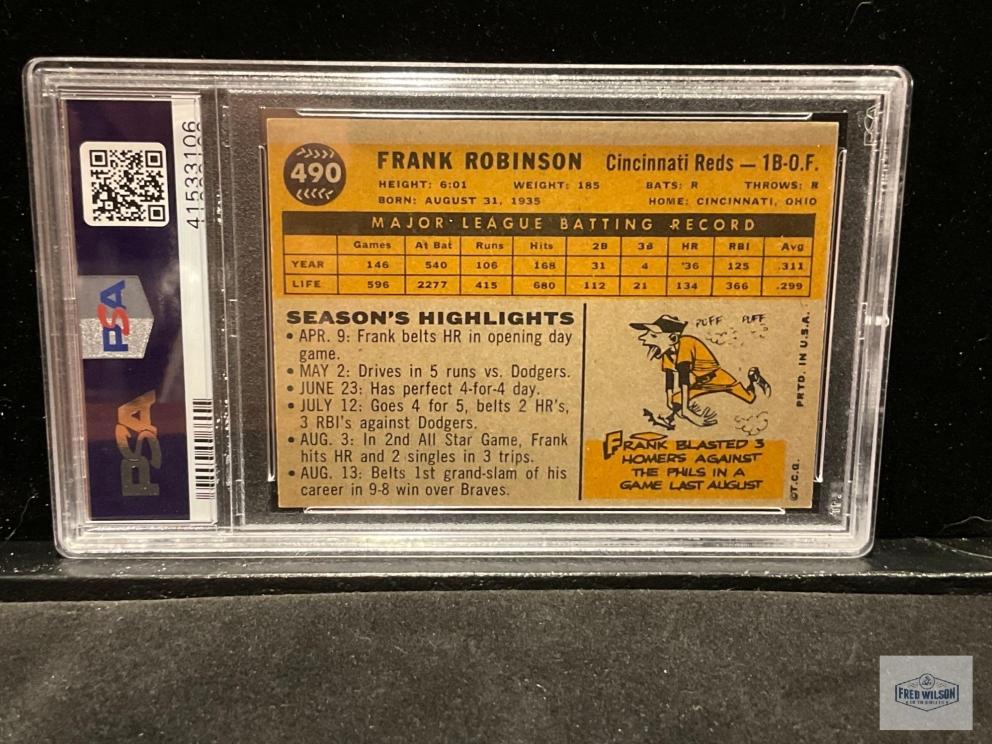 41533106
PSA
PSA
490
FRANK ROBINSON Cincinnati Reds — 1B-O.F.
HEIGHT: 6:01 WEIGHT: 185 BATS: R THROWS: R
BORN: AUGUST 31, 1935 HOME: CINCINNATI, OHIO
MAJOR LEAGUE BATTING RECORD
Games At Bat Runs Hits 2B 3B HR RBI Avg
YEAR 146 540 106 168 31 4 36 125 .311
LIFE 596 2277 415 680 112 21 134 366 .299
SEASON'S HIGHLIGHTS
• APR. 9: Frank belts HR in opening day
game.
• MAY 2: Drives in 5 runs vs. Dodgers.
• JUNE 23: Has perfect 4-for-4 day.
• JULY 12: Goes 4 for 5, belts 2 HR's,
3 RBI's against Dodgers.
• AUG. 3: In 2nd All Star Game, Frank
hits HR and 2 singles in 3 trips.
• AUG. 13: Belts 1st grand-slam of his
career in 9-8 win over Braves.
PUFF PUFF
FRANK BLASTED 3
HOMERS AGAINST
THE PHILS IN A
GAME LAST AUGUST
©T.C.G. PRTD. IN U.S.A.
FRED WILSON